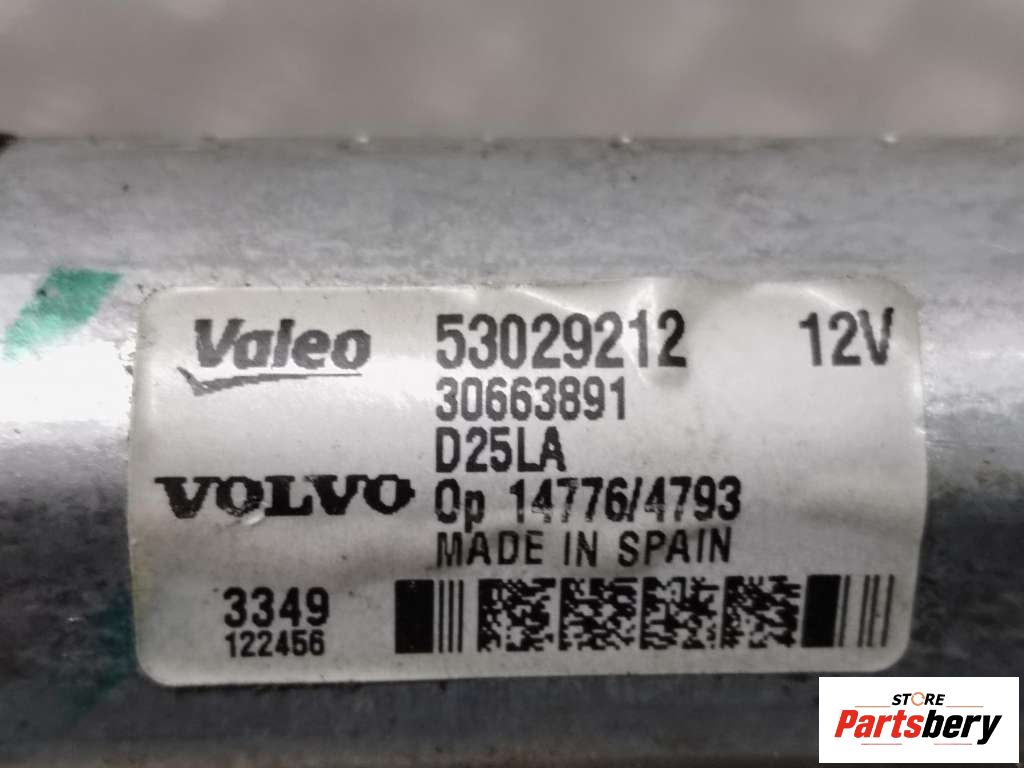 Valeo 53029212 12V
30663891
D25LA
VOLVO Op 14776/4793
MADE IN SPAIN
3349
122456
STORE
Partsbery